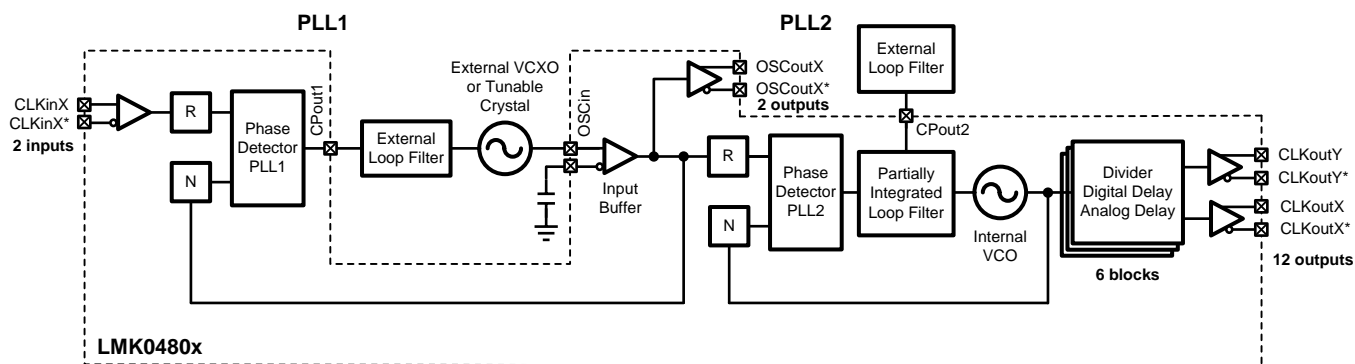 PLL1
PLL2
External
Loop Filter
External VCXO
or Tunable
Crystal
OSCoutX
OSCoutX*
2 outputs
CLKinX
CLKinX*
2 inputs
R
N
Phase
Detector
PLL1
CPout1
External
Loop Filter
OSCin
Input
Buffer
R
N
Phase
Detector
PLL2
CPout2
Partially
Integrated
Loop Filter
Internal
VCO
Divider
Digital Delay
Analog Delay
6 blocks
CLKoutY
CLKoutY*
CLKoutX
CLKoutX*
12 outputs
LMK0480x